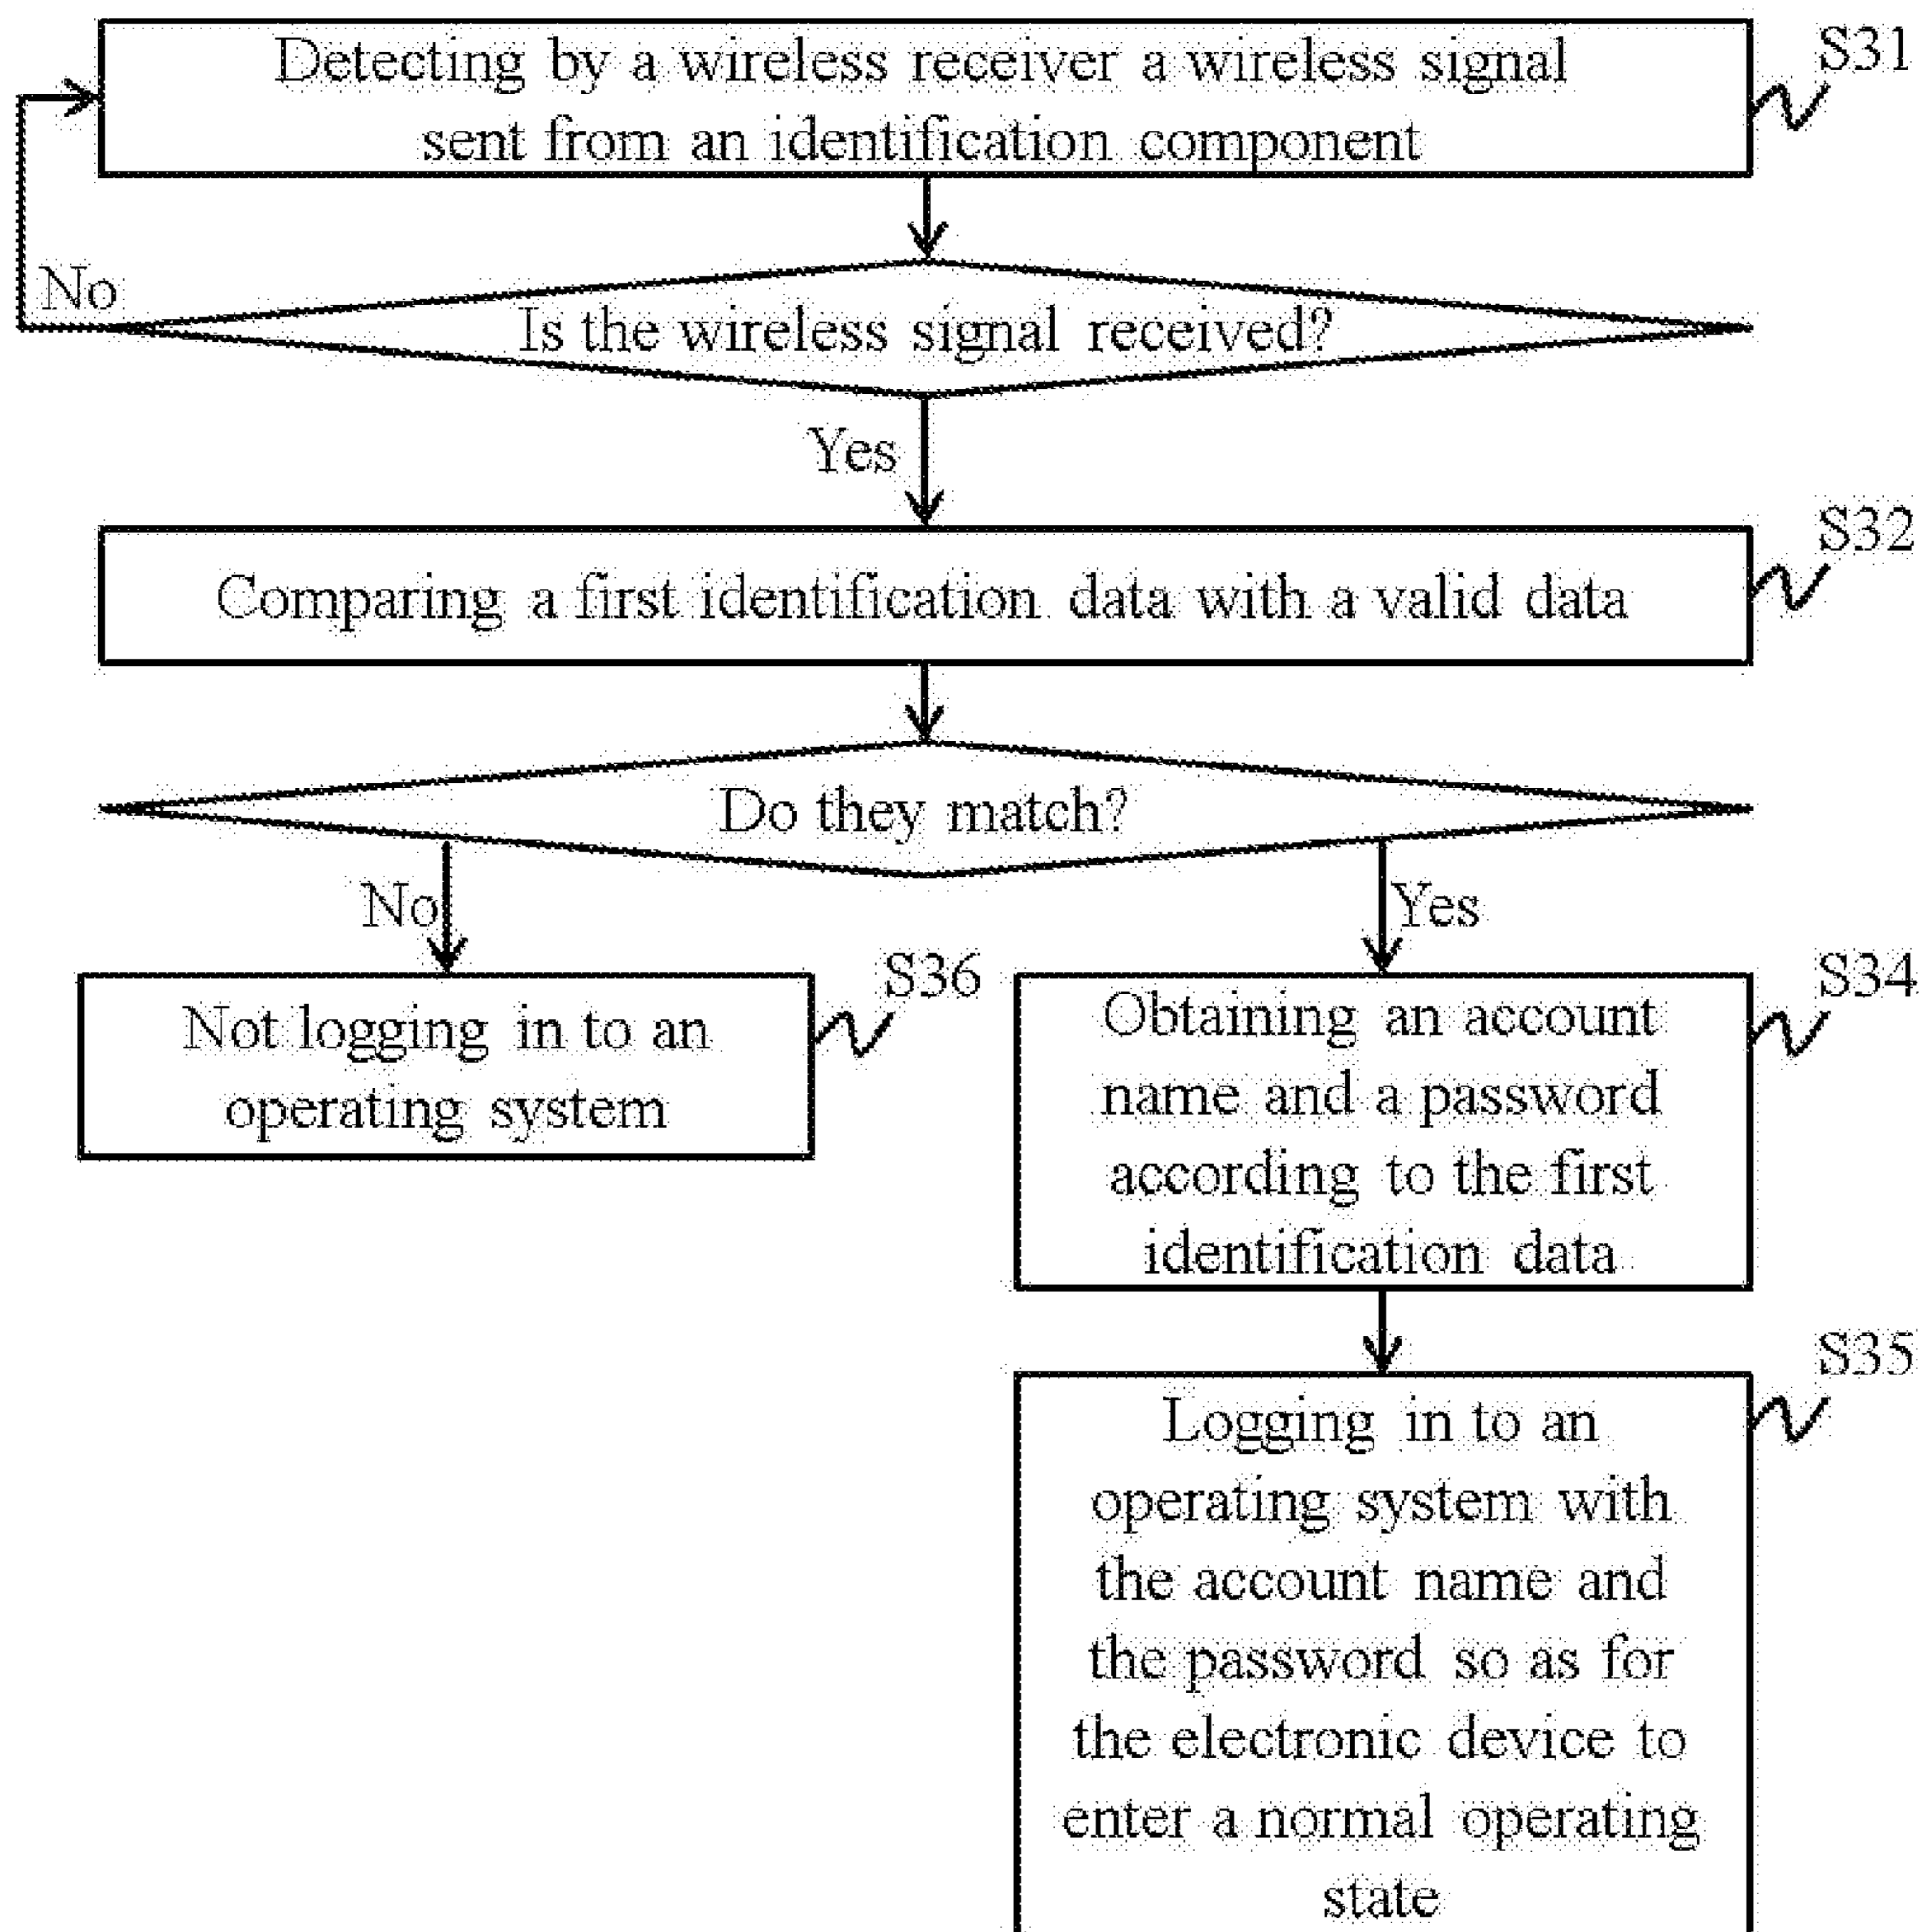 Detecting by a wireless receiver a wireless signal
sent from an identification component
S31
No
Is the wireless signal received?
Yes
S32
Comparing a first identification data with a valid data
Do they match?
No
Yes
S36
Not logging in to an
operating system
S34
Obtaining an account
name and a password
according to the first
identification data
S35
Logging in to an
operating system with
the account name and
the password so as for
the electronic device to
enter a normal operating
state